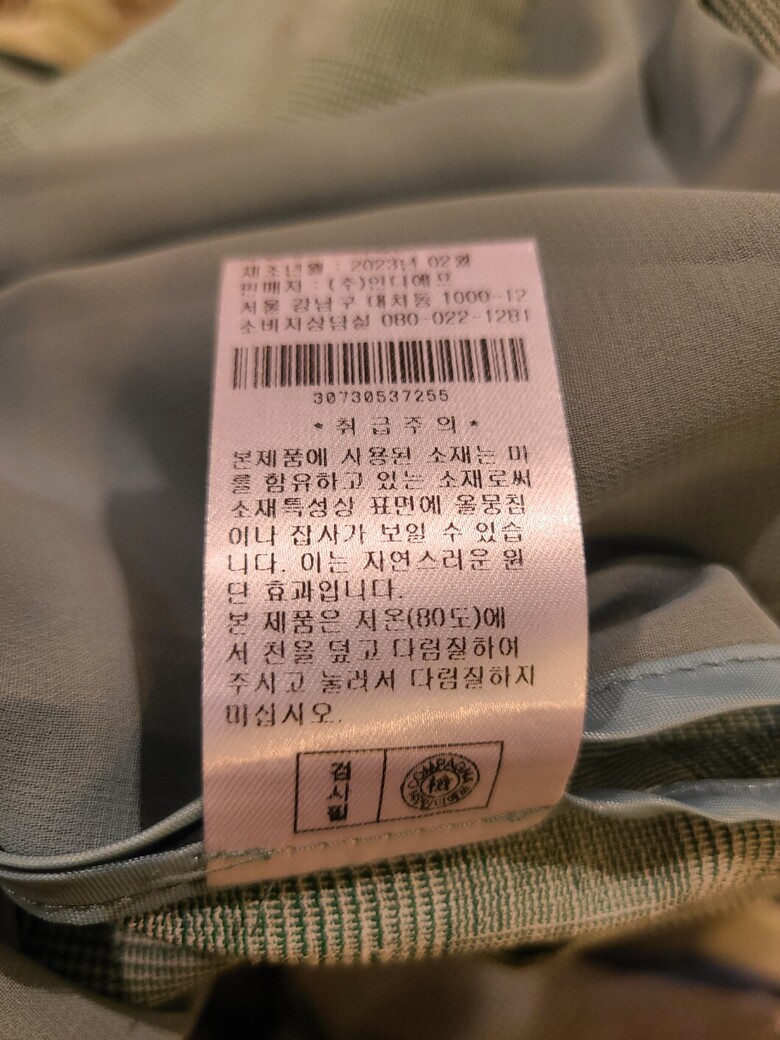 제조년월 : 2023년 02월
판매자 : (주)인디에프
서울 강남구 대치동 1000-12
소비자상담실 080-022-1281
30730537255
*취급주의*
본제품에 사용된 소재는 마
를 함유하고 있는 소재로써
소재특성상 표면에 올뭉침
이나 잡사가 보일 수 있습
니다. 이는 자연스러운 원
단 효과입니다.
본 제품은 저온(80도)에
서 천을 덮고 다림질하여
주시고 눌러서 다림질하지
마십시오.
검사필
COMPAGNA